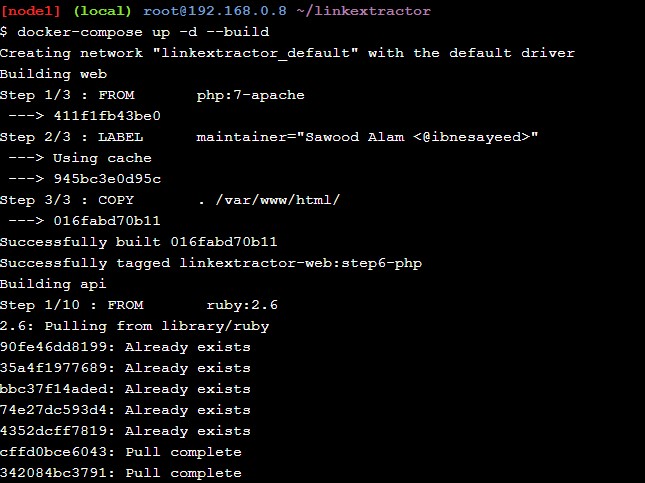 [node1] (local) root@192.168.0.8 ~/linkextractor
$ docker-compose up -d --build
Creating network "linkextractor_default" with the default driver
Building web
Step 1/3 : FROM       php:7-apache
 ---> 411f1fb43be0
Step 2/3 : LABEL      maintainer="Sawood Alam <@ibnesayeed>"
 ---> Using cache
 ---> 945bc3e0d95c
Step 3/3 : COPY       . /var/www/html/
 ---> 016fabd70b11
Successfully built 016fabd70b11
Successfully tagged linkextractor-web:step6-php
Building api
Step 1/10 : FROM       ruby:2.6
2.6: Pulling from library/ruby
90fe46dd8199: Already exists
35a4f1977689: Already exists
bbc37f14aded: Already exists
74e27dc593d4: Already exists
4352dcff7819: Already exists
cffd0bce6043: Pull complete
342084bc3791: Pull complete